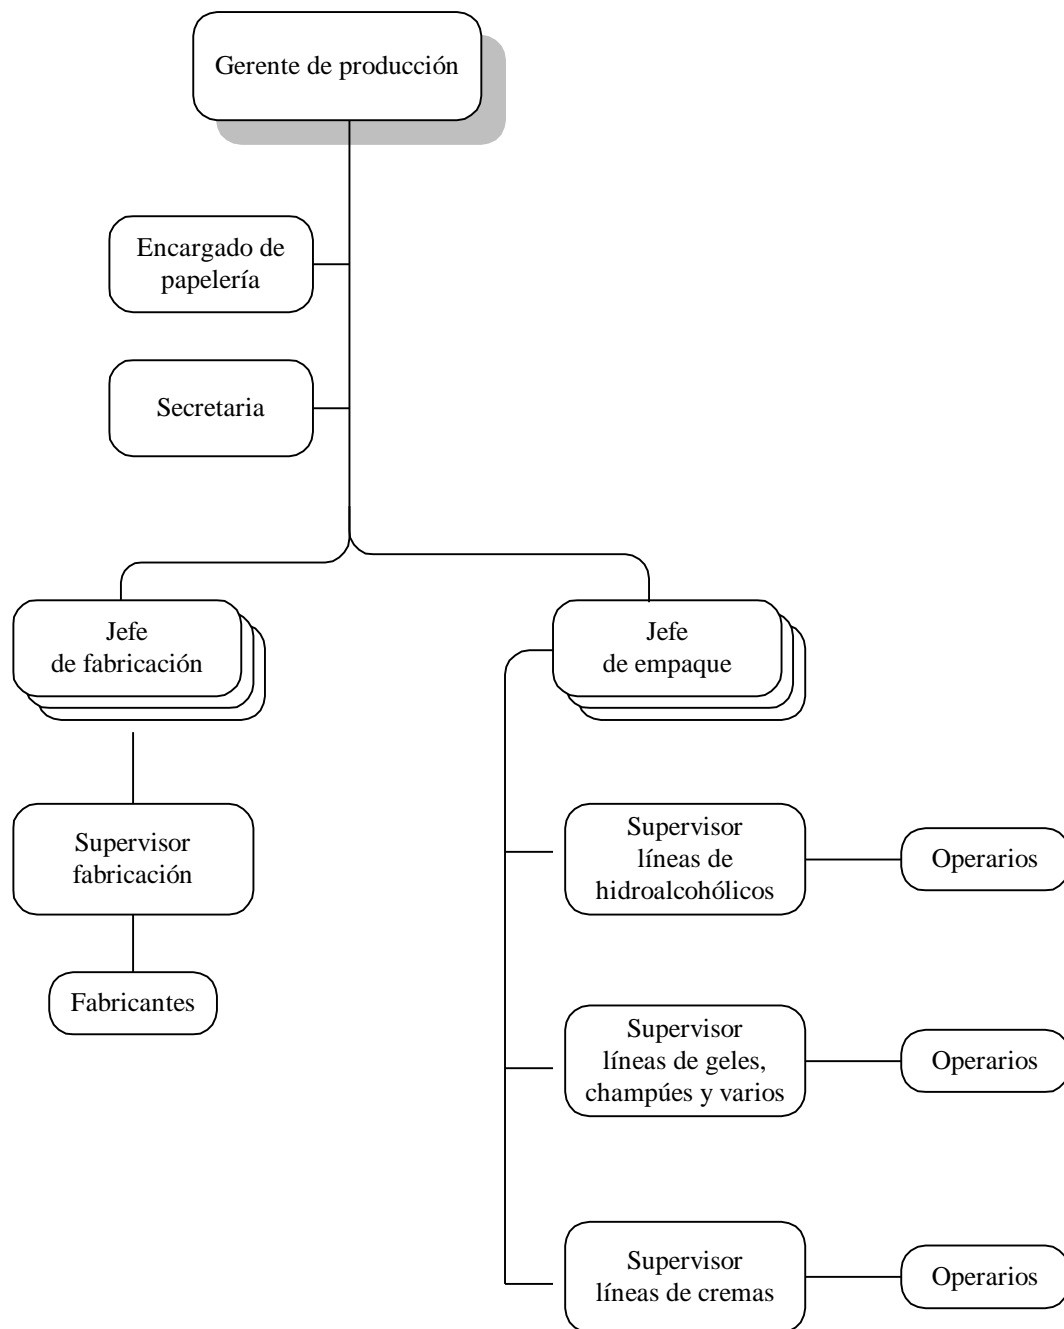 Gerente de producción
Encargado de
papelería
Secretaria
Jefe
de fabricación
Jefe
de empaque
Supervisor
fabricación
Fabricantes
Supervisor
líneas de
hidroalcohólicos
Operarios
Supervisor
líneas de geles,
champúes y varios
Operarios
Supervisor
líneas de cremas
Operarios